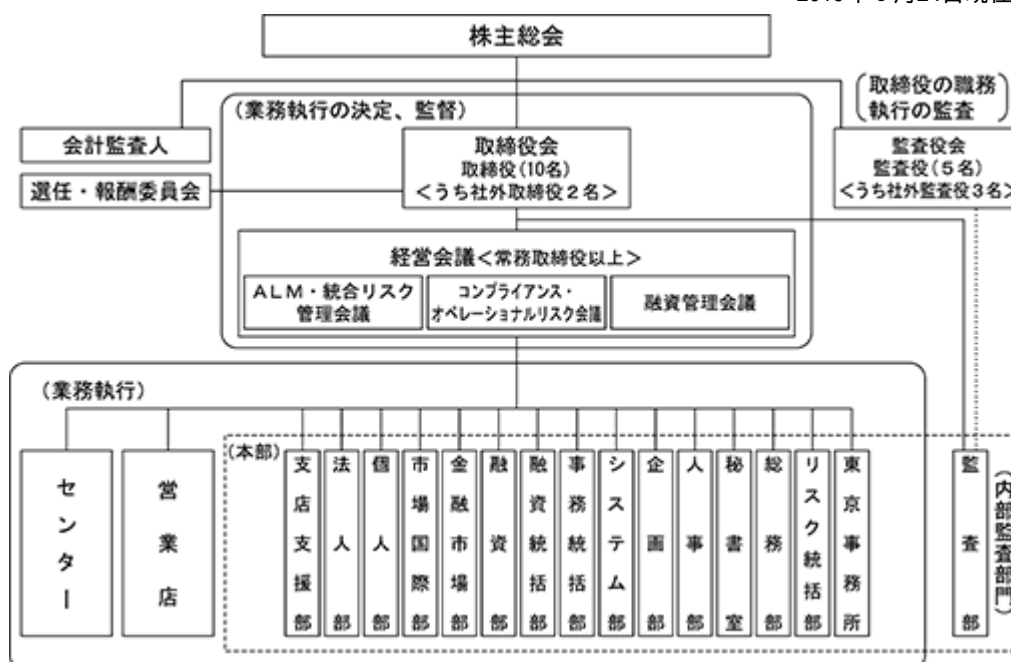 株主総会
(取締役の職務
執行の監査)
(業務執行の決定、監督)
会計監査人
取締役会
取締役(10名)
<うち社外取締役2名>
監査役会
監査役(5名)
<うち社外監査役3名>
選任・報酬委員会
経営会議<常務取締役以上>
ALM・統合リスク
管理会議
コンプライアンス・
オペレーショナルリスク会議
融資管理会議
(業務執行)
(本部)
センター
営業店
支店支援部
法人部
個人部
市場国際部
金融市場部
融資部
融資統括部
事務統括部
システム部
企画部
人事部
秘書室
総務部
リスク統括部
東京事務所
監査部
(内部監査部門)